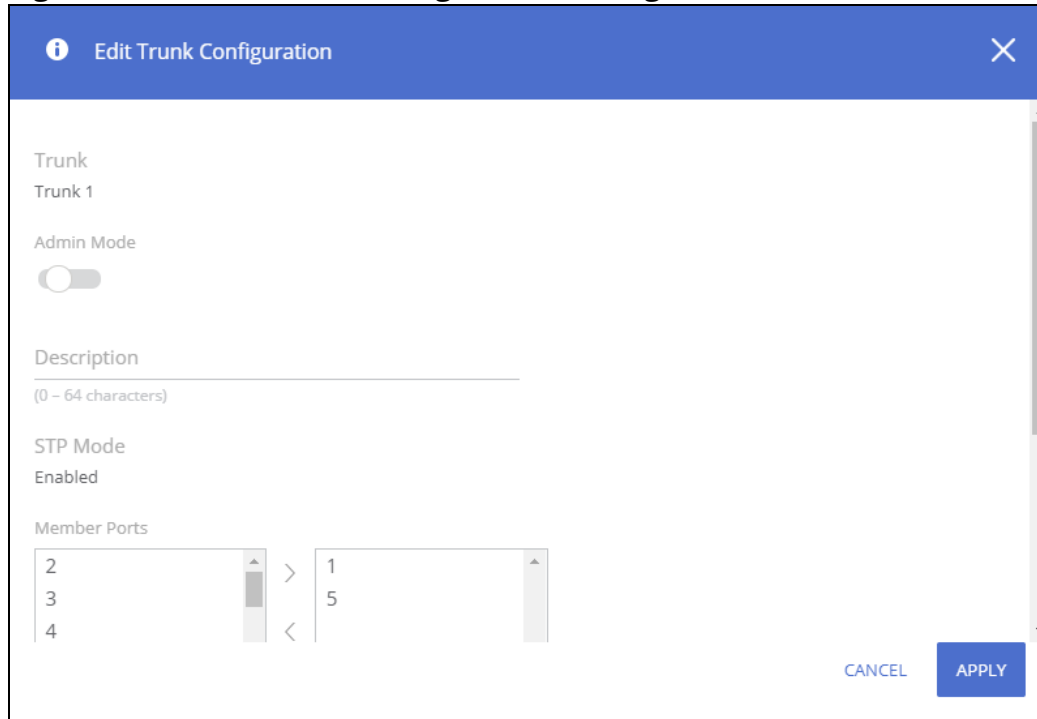 Edit Trunk Configuration
Trunk
Trunk 1
Admin Mode
Description
(0 – 64 characters)
STP Mode
Enabled
Member Ports
2
3
4
1
5
CANCEL
APPLY